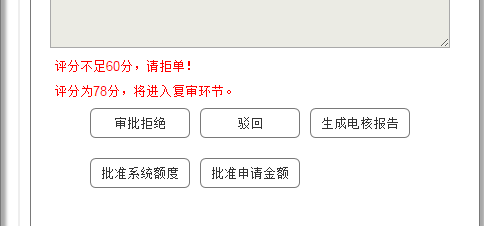 评分不足60分，请拒单！
评分为78分，将进入复审环节。
审批拒绝 驳回 生成电核报告
批准系统额度 批准申请金额